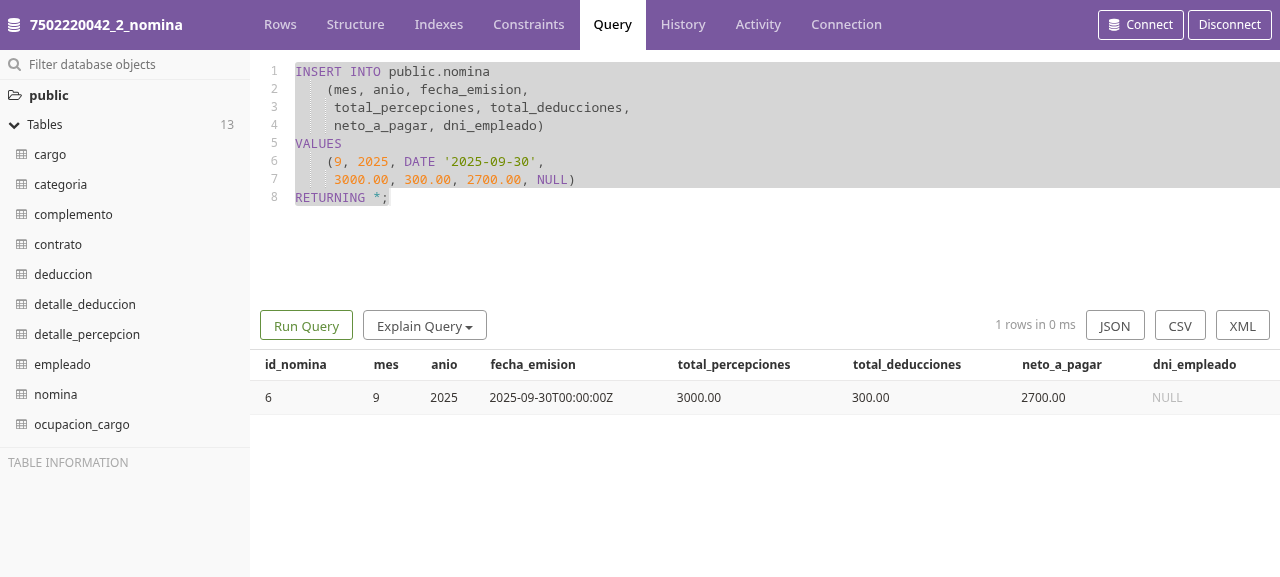 7502220042_2_nomina
Rows Structure Indexes Constraints Query History Activity Connection Connect Disconnect
Filter database objects
public
Tables 13
cargo
categoria
complemento
contrato
deduccion
detalle_deduccion
detalle_percepcion
empleado
nomina
ocupacion_cargo
TABLE INFORMATION
1 INSERT INTO public.nomina
2 (mes, anio, fecha_emision,
3 total_percepciones, total_deducciones,
4 neto_a_pagar, dni_empleado)
5 VALUES
6 (9, 2025, DATE '2025-09-30',
7 3000.00, 300.00, 2700.00, NULL)
8 RETURNING *;
Run Query Explain Query 1 rows in 0 ms JSON CSV XML
id_nomina mes anio fecha_emision total_percepciones total_deducciones neto_a_pagar dni_empleado
6 9 2025 2025-09-30T00:00:00Z 3000.00 300.00 2700.00 NULL